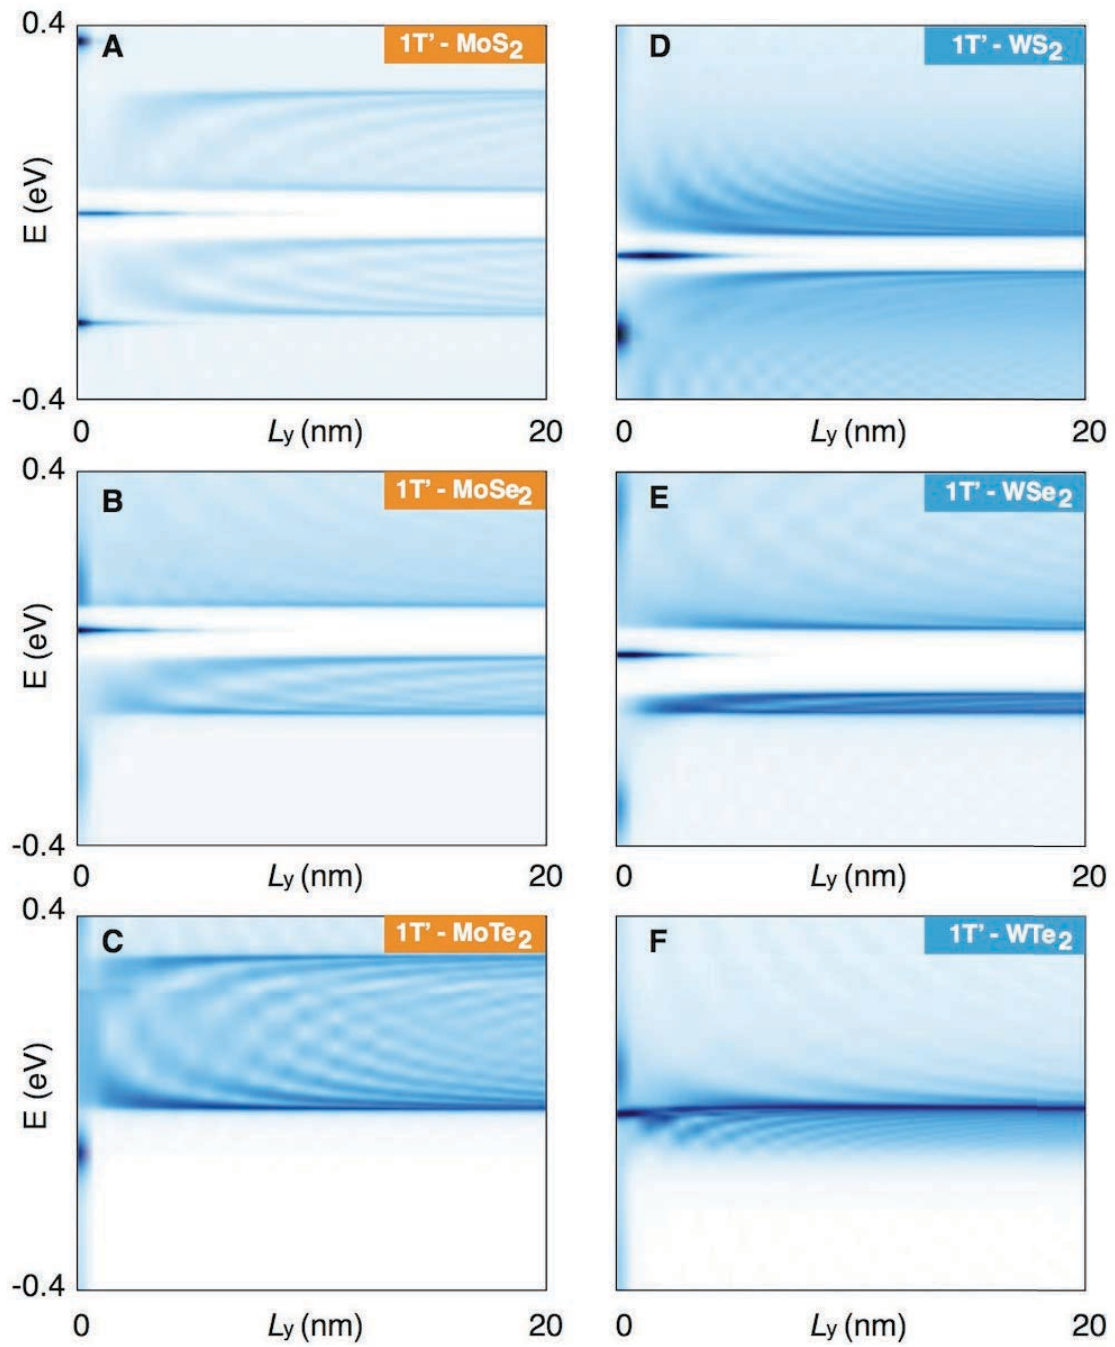 0.4
A
1T’ - MoS2
E (eV)
-0.4
0
Ly (nm)
20
D
1T’ - WS2
0
Ly (nm)
20
0.4
B
1T’ - MoSe2
E (eV)
-0.4
0
Ly (nm)
20
E
1T’ - WSe2
0
Ly (nm)
20
0.4
C
1T’ - MoTe2
E (eV)
-0.4
0
Ly (nm)
20
F
1T’ - WTe2
0
Ly (nm)
20